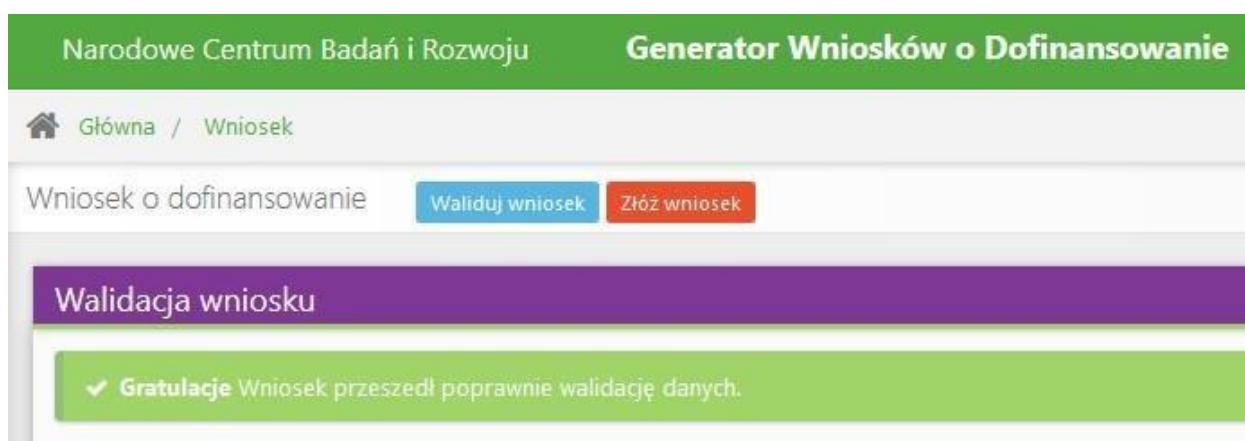 Narodowe Centrum Badań i Rozwoju Generator Wniosków o Dofinansowanie
Główna / Wniosek
Wniosek o dofinansowanie Waliduj wniosek Złóż wniosek
Walidacja wniosku
Gratulacje Wniosek przeszedł poprawnie walidację danych.